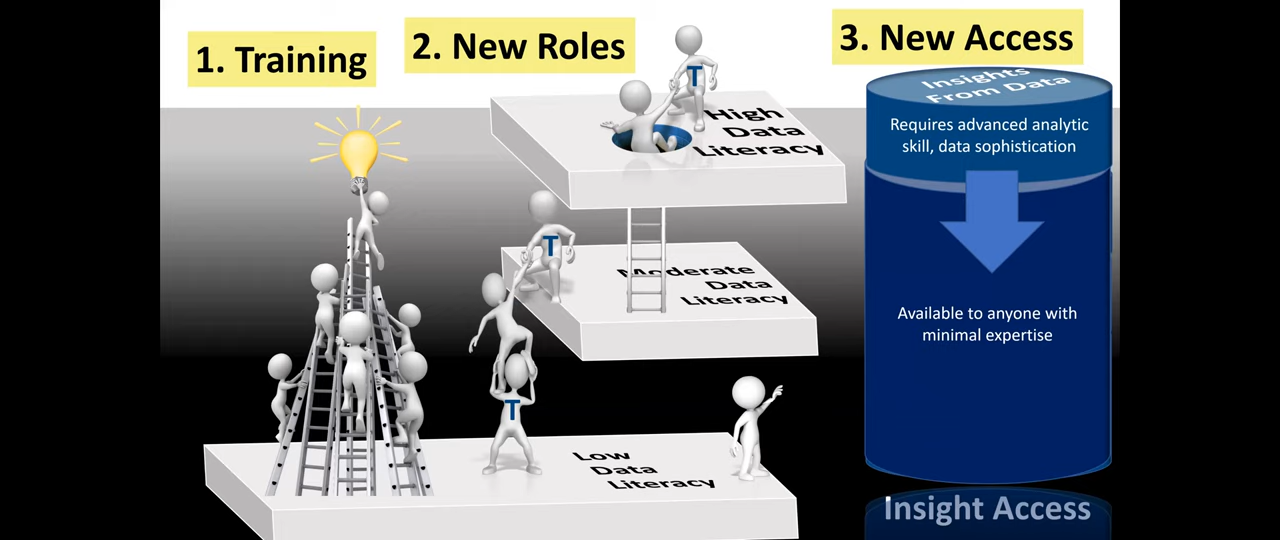 1. Training
2. New Roles
3. New Access
T
High
Data
Literacy
T
Moderate
Data
Literacy
T
Low
Data
Literacy
Insights
From Data
Requires advanced analytic
skill, data sophistication
Available to anyone with
minimal expertise
Insight Access